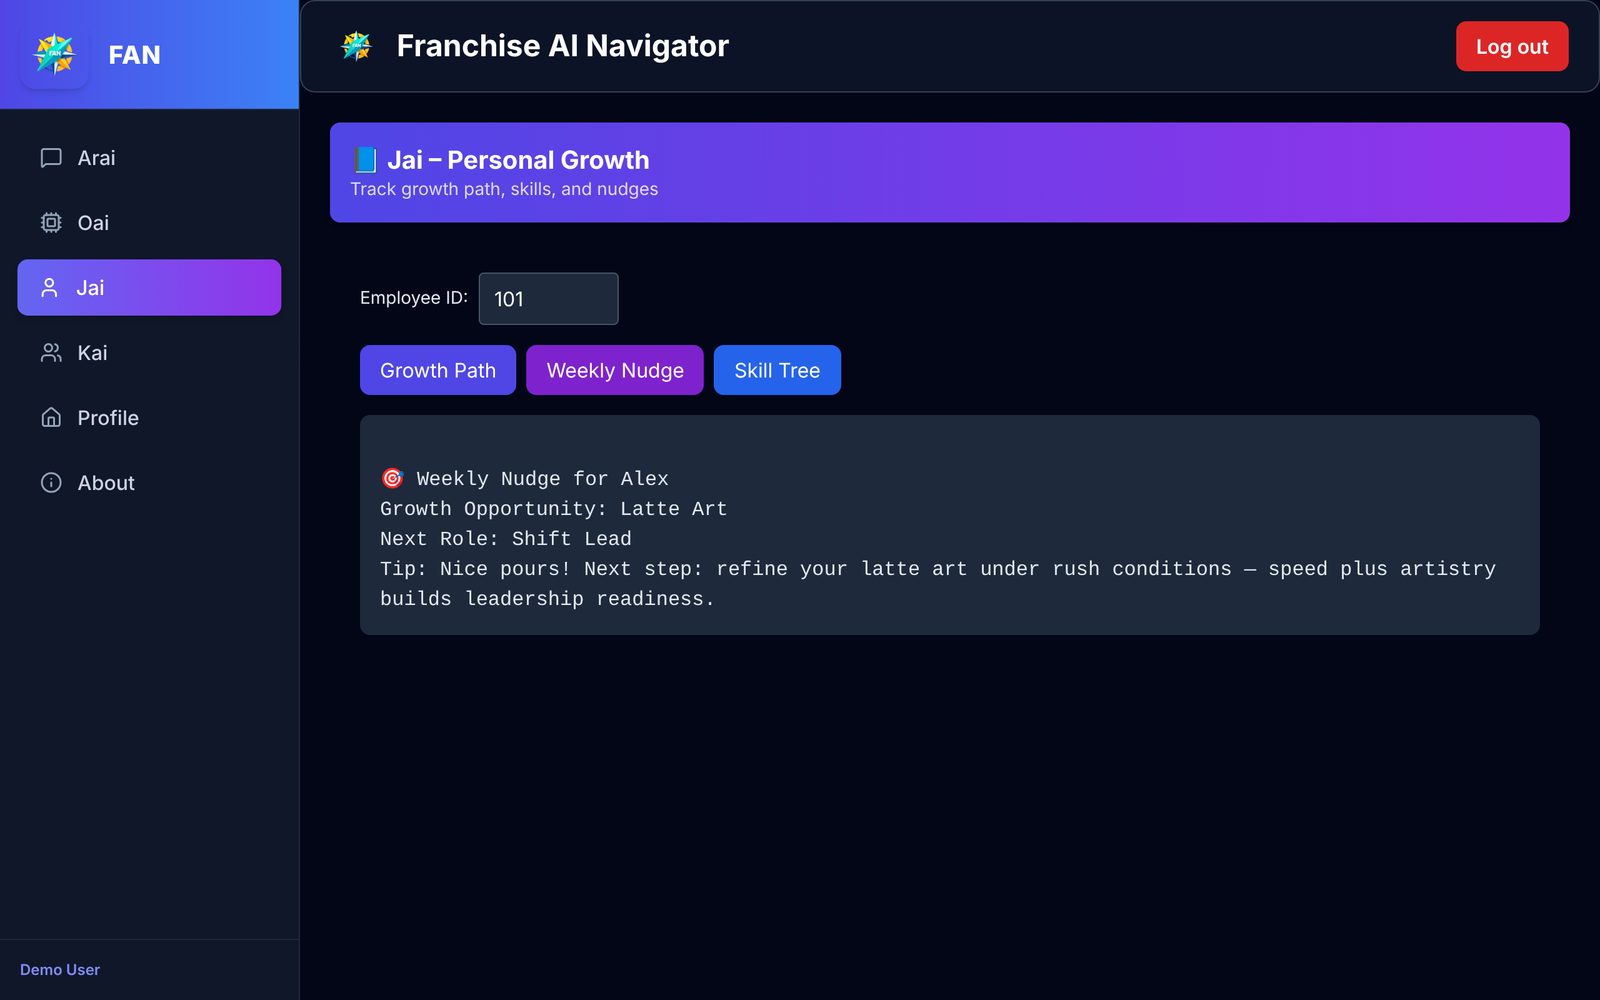 FAN
Arai
Oai
Jai
Kai
Profile
About
Demo User
Franchise AI Navigator
Log out
Jai – Personal Growth
Track growth path, skills, and nudges
Employee ID: 101
Growth Path Weekly Nudge Skill Tree
Weekly Nudge for Alex
Growth Opportunity: Latte Art
Next Role: Shift Lead
Tip: Nice pours! Next step: refine your latte art under rush conditions — speed plus artistry
builds leadership readiness.